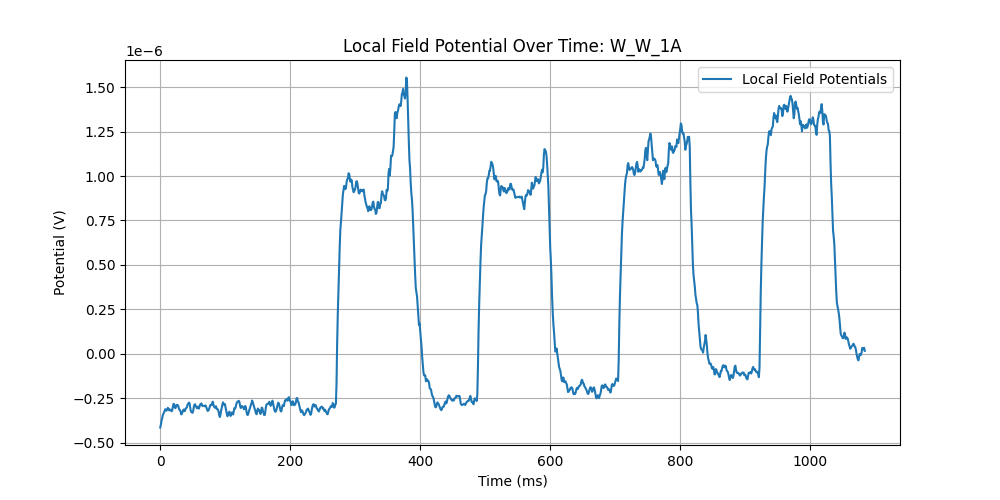 Local Field Potential Over Time: W_W_1A
1e−6
Local Field Potentials
1.50
1.25
1.00
0.75
0.50
0.25
0.00
−0.25
−0.50
Potential (V)
0 200 400 600 800 1000
Time (ms)